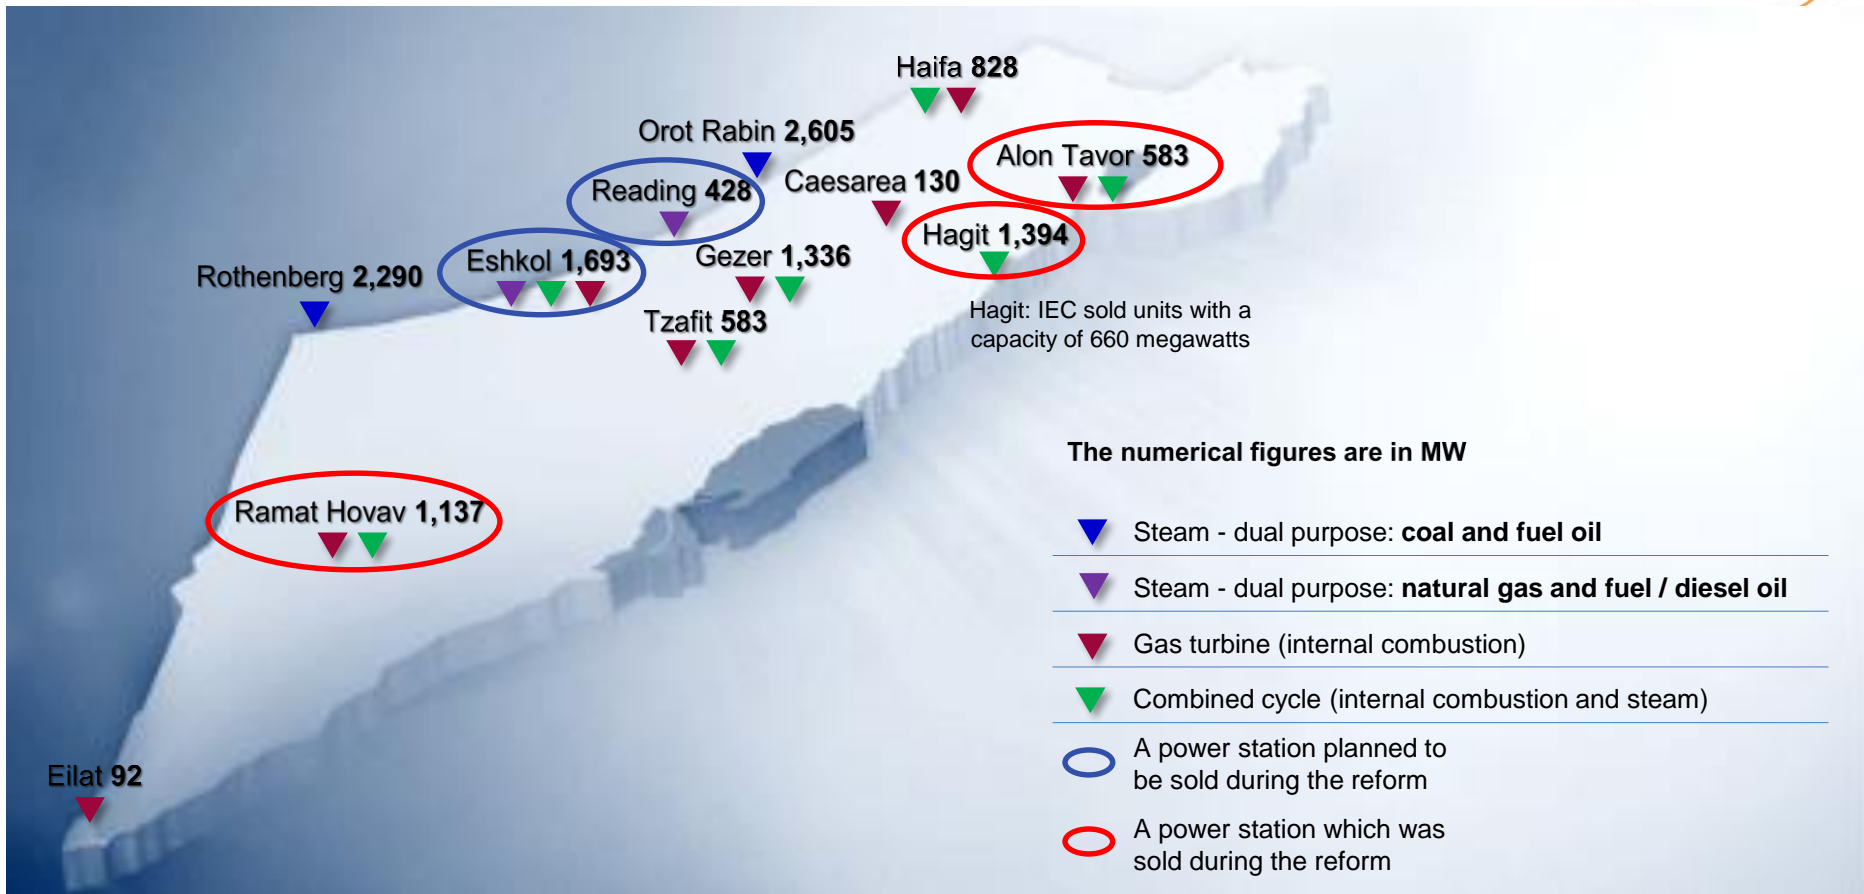 Haifa 828
Orot Rabin 2,605
Alon Tavor 583
Reading 428
Caesarea 130
Hagit 1,394
Eshkol 1,693
Gezer 1,336
Rothenberg 2,290
Tzafit 583
Hagit: IEC sold units with a
capacity of 660 megawatts
Ramat Hovav 1,137
Eilat 92
The numerical figures are in MW
Steam - dual purpose: coal and fuel oil
Steam - dual purpose: natural gas and fuel / diesel oil
Gas turbine (internal combustion)
Combined cycle (internal combustion and steam)
A power station planned to
be sold during the reform
A power station which was
sold during the reform